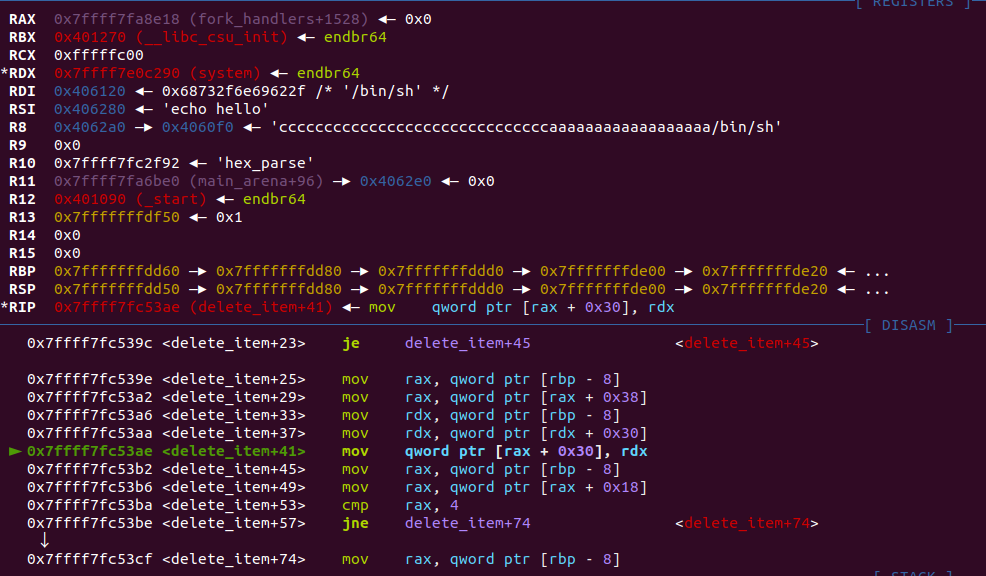 [ REGISTERS ]
RAX 0x7ffff7fa8e18 (fork_handlers+1528) ◂— 0x0
RBX 0x401270 (__libc_csu_init) ◂— endbr64
RCX 0xfffffc00
*RDX 0x7ffff7e0c290 (system) ◂— endbr64
RDI 0x406120 ◂— 0x68732f6e69622f /* '/bin/sh' */
RSI 0x406280 ◂— 'echo hello'
R8 0x4062a0 —▸ 0x4060f0 ◂— 'ccccccccccccccccccccccccccccccaaaaaaaaaaaaaaaaaa/bin/sh'
R9 0x0
R10 0x7ffff7fc2f92 ◂— 'hex_parse'
R11 0x7ffff7fa6be0 (main_arena+96) —▸ 0x4062e0 ◂— 0x0
R12 0x401090 (_start) ◂— endbr64
R13 0x7fffffffdf50 ◂— 0x1
R14 0x0
R15 0x0
RBP 0x7fffffffdd60 —▸ 0x7fffffffdd80 —▸ 0x7fffffffddd0 —▸ 0x7fffffffde00 —▸ 0x7fffffffde20 ◂— ...
RSP 0x7fffffffdd50 —▸ 0x7fffffffdd80 —▸ 0x7fffffffddd0 —▸ 0x7fffffffde00 —▸ 0x7fffffffde20 ◂— ...
*RIP 0x7ffff7fc53ae (delete_item+41) ◂— mov qword ptr [rax + 0x30], rdx
[ DISASM ]
0x7ffff7fc539c <delete_item+23> je delete_item+45 <delete_item+45>
0x7ffff7fc539e <delete_item+25> mov rax, qword ptr [rbp - 8]
0x7ffff7fc53a2 <delete_item+29> mov rax, qword ptr [rax + 0x38]
0x7ffff7fc53a6 <delete_item+33> mov rdx, qword ptr [rbp - 8]
0x7ffff7fc53aa <delete_item+37> mov rdx, qword ptr [rdx + 0x30]
► 0x7ffff7fc53ae <delete_item+41> mov qword ptr [rax + 0x30], rdx
0x7ffff7fc53b2 <delete_item+45> mov rax, qword ptr [rbp - 8]
0x7ffff7fc53b6 <delete_item+49> mov rax, qword ptr [rax + 0x18]
0x7ffff7fc53ba <delete_item+53> cmp rax, 4
0x7ffff7fc53be <delete_item+57> jne delete_item+74 <delete_item+74>
↓
0x7ffff7fc53cf <delete_item+74> mov rax, qword ptr [rbp - 8]
[ STACK ]